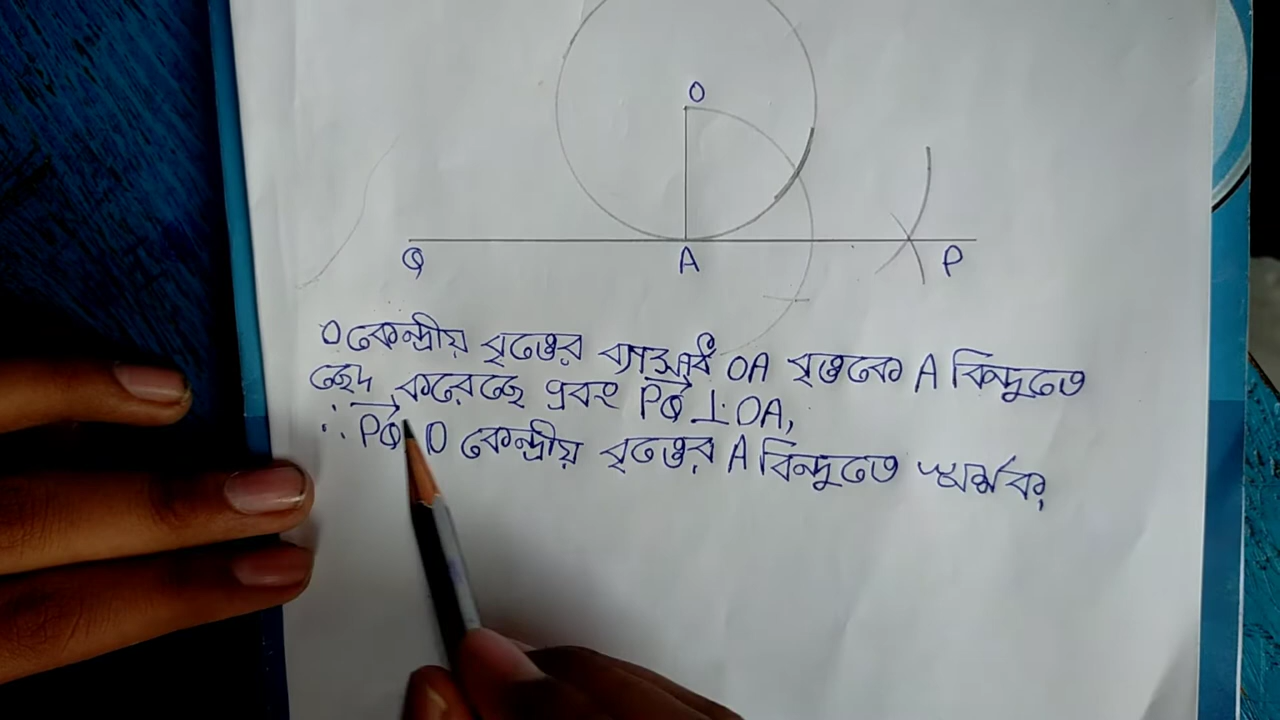 O
Q
A
P
O কেন্দ্রীয় বৃত্তের ব্যাসার্ধ OA বৃত্তকে A বিন্দুতে
ছেদ করেছে এবং PQ ⊥ OA,
∴ PQ O কেন্দ্রীয় বৃত্তের A বিন্দুতে স্পর্শক,